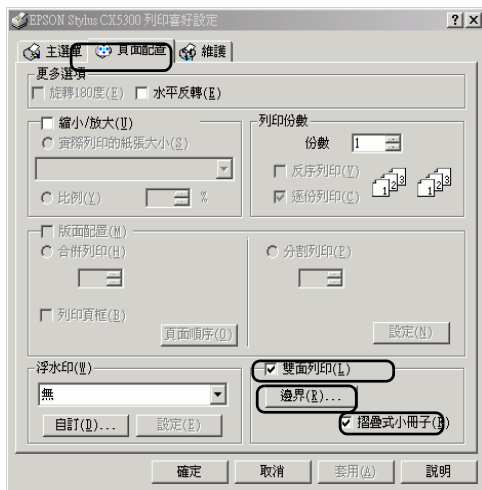 EPSON Stylus CX5300 列印喜好設定
主選單 頁面配置 維護
更多選項
旋轉180度(E) 水平反轉(E)
縮小/放大(U)
實際列印的紙張大小(S)
比例(Y) %
列印份數
份數 1
反序列印(V)
逐份列印(C)
版面配置(M)
合併列印(H)
列印頁框(B)
頁面順序(O)
分割列印(P)
設定(N)
浮水印(W)
無
自訂(D)... 設定(E)
雙面列印(L)
邊界(R)...
摺疊式小冊子(B)
確定 取消 套用(A) 說明